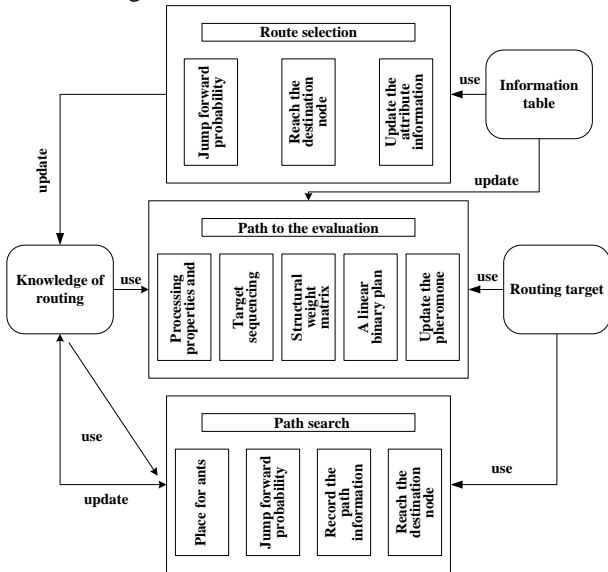 Route selection
Jump forward
probability
Reach the
destination
node
Update the
attribute
information
use
Information
table
update
update
Path to the evaluation
Knowledge of
routing
use
Processing
properties and
Target
sequencing
Structural
weight
matrix
A linear
binary plan
Update the
pheromone
use
Routing target
Path search
use
update
Place for ants
Jump forward
probability
Record the
path
information
Reach the
destination
node
use